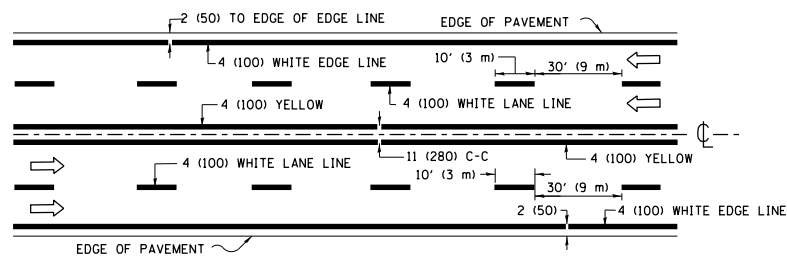 2 (50) TO EDGE OF EDGE LINE
EDGE OF PAVEMENT
4 (100) WHITE EDGE LINE
10' (3 m)
30' (9 m)
4 (100) YELLOW
4 (100) WHITE LANE LINE
℄
4 (100) WHITE LANE LINE
11 (280) C-C
4 (100) YELLOW
10' (3 m)
30' (9 m)
2 (50)
4 (100) WHITE EDGE LINE
EDGE OF PAVEMENT